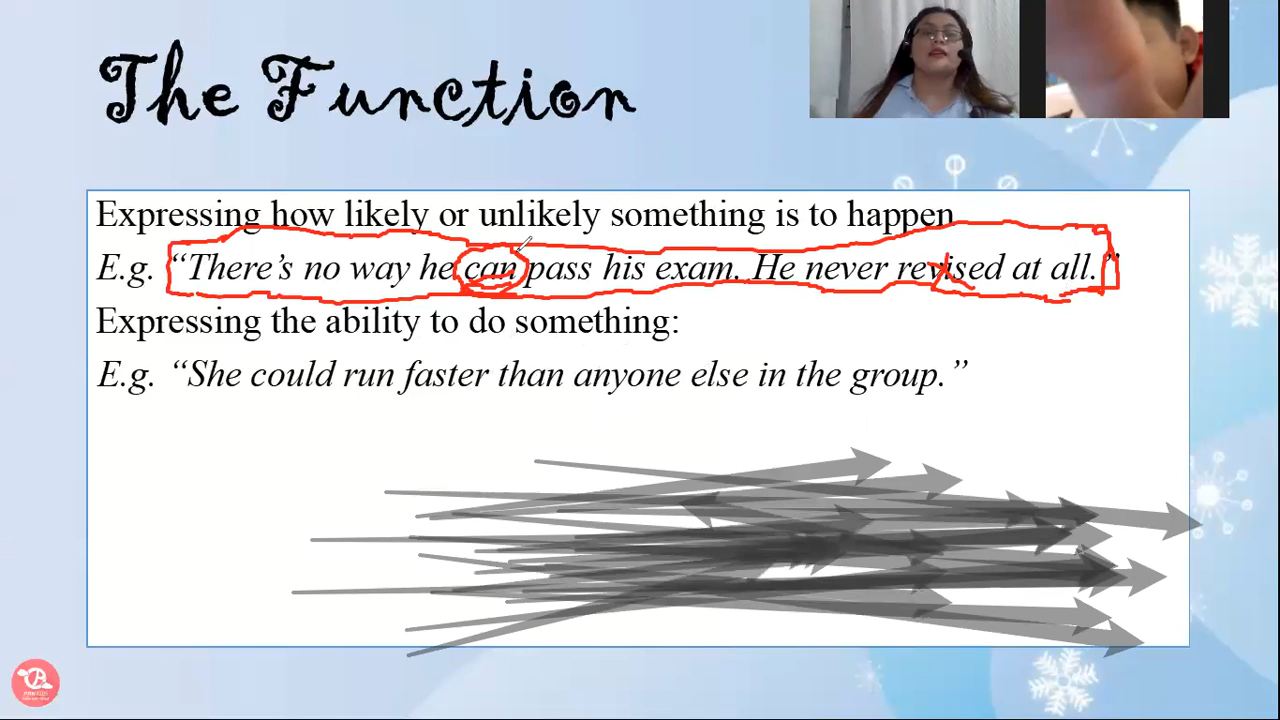 The Function
Expressing how likely or unlikely something is to happen
E.g. “There’s no way he can pass his exam. He never revised at all.”
Expressing the ability to do something:
E.g. “She could run faster than anyone else in the group.”